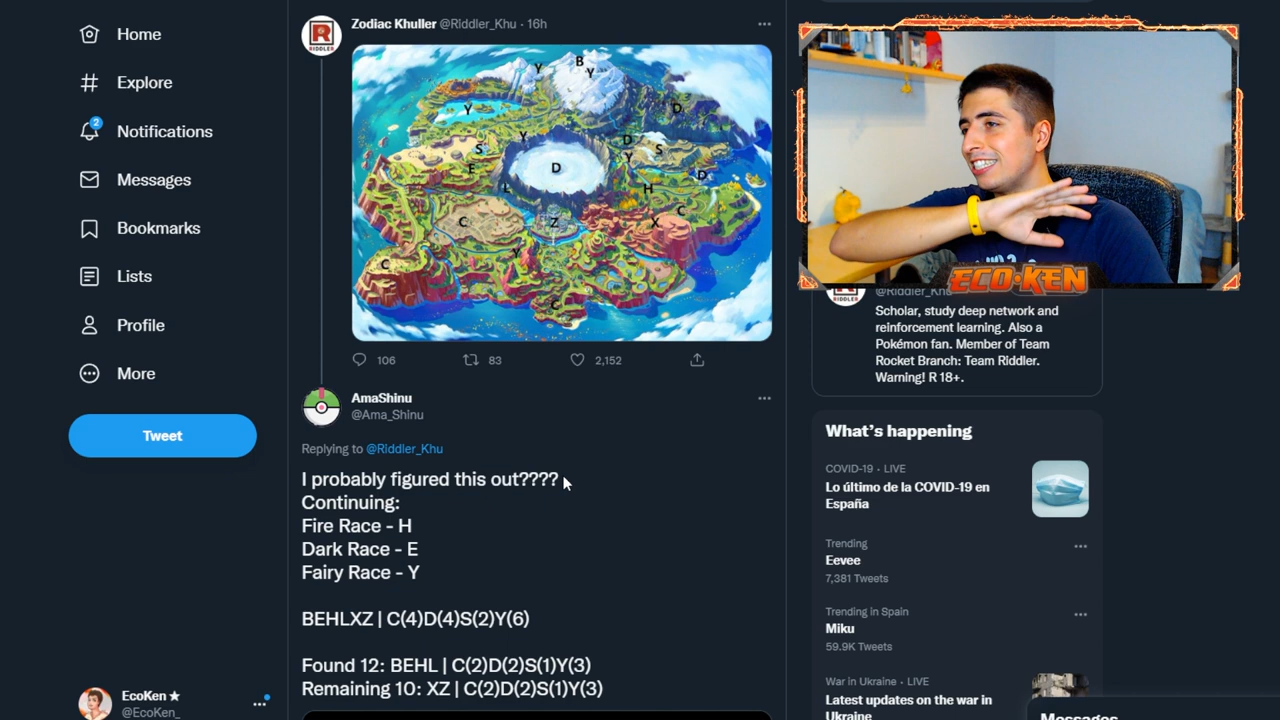 Home
Explore
2
Notifications
Messages
Bookmarks
Lists
Profile
More
Tweet
EcoKen ★
@EcoKen_
R
RIDDLER
Zodiac Khuller @Riddler_Khu · 16h
Y
B
Y
Y
D
Y
D
S
S
Y
E
D
D
L
H
C
Z
X
C
Y
C
C
106
83
2,152
AmaShinu
@Ama_Shinu
Replying to @Riddler_Khu
I probably figured this out????
Continuing:
Fire Race - H
Dark Race - E
Fairy Race - Y
BEHLXZ | C(4)D(4)S(2)Y(6)
Found 12: BEHL | C(2)D(2)S(1)Y(3)
Remaining 10: XZ | C(2)D(2)S(1)Y(3)
ECO·KEN
RIDDLER
@Riddler_Khu
Scholar, study deep network and
reinforcement learning. Also a
Pokémon fan. Member of Team
Rocket Branch: Team Riddler.
Warning! R 18+.
What's happening
COVID-19 · LIVE
Lo último de la COVID-19 en
España
Trending
Eevee
7,381 Tweets
Trending in Spain
Miku
59.9K Tweets
War in Ukraine · LIVE
Latest updates on the war in
Ukraine
Messages